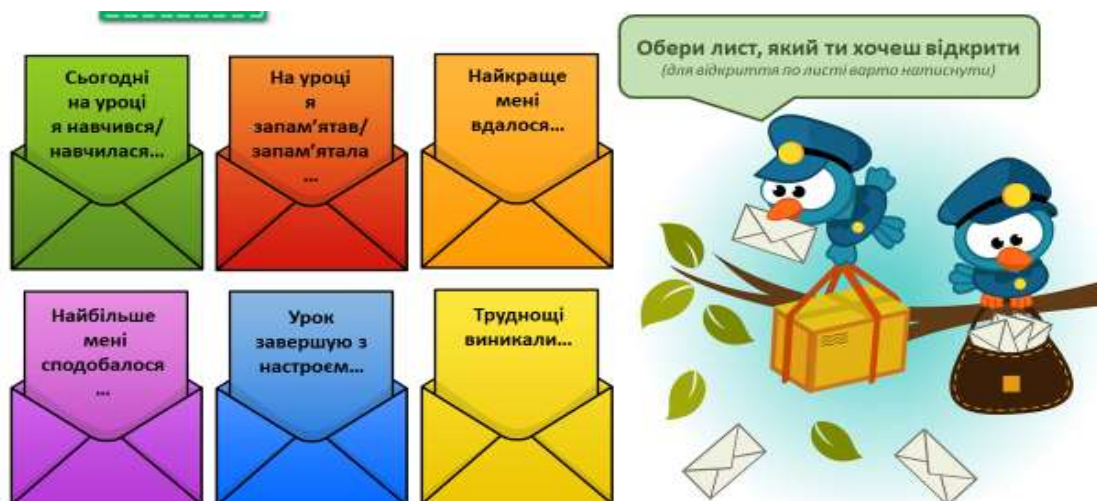 Сьогодні
на уроці
я навчився/
навчилася...
На уроці
я
запам'ятав/
запам'ятала
...
Найкраще
мені
вдалося...
Обери лист, який ти хочеш відкрити
(для відкриття по листі варто натиснути)
Найбільше
мені
сподобалося
...
Урок
завершую з
настроєм...
Труднощі
виникали...